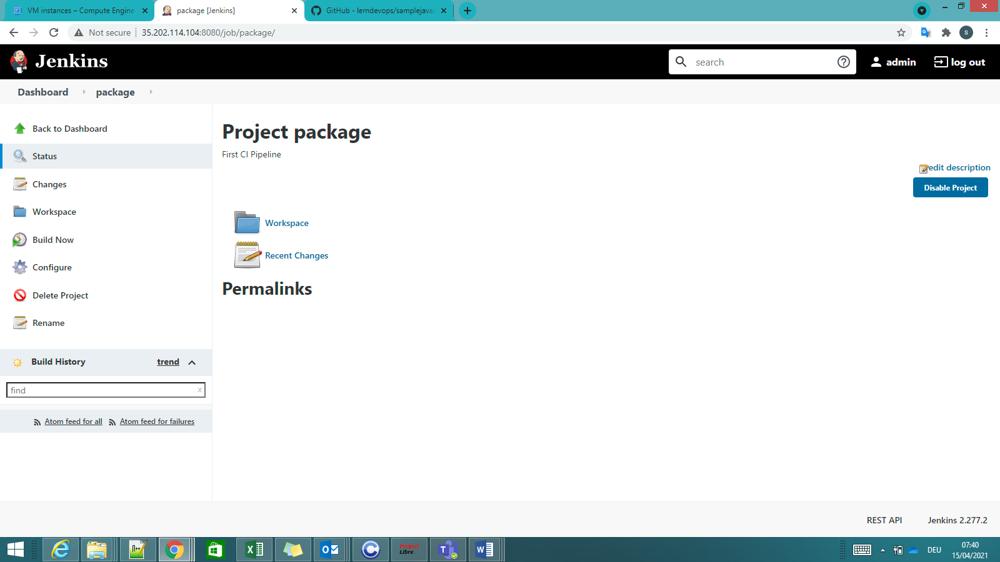 VM instances – Compute Engine
package [Jenkins]
GitHub - lerndevops/samplejava
Not secure
35.202.114.104:8080/job/package/
S
Jenkins
search
admin
log out
Dashboard
package
Back to Dashboard
Status
Changes
Workspace
Build Now
Configure
Delete Project
Rename
Build History
trend
find
x
Atom feed for all
Atom feed for failures
Project package
First CI Pipeline
edit description
Disable Project
Workspace
Recent Changes
Permalinks
REST API
Jenkins 2.277.2
Project
Libre
DEU
07:40
15/04/2021